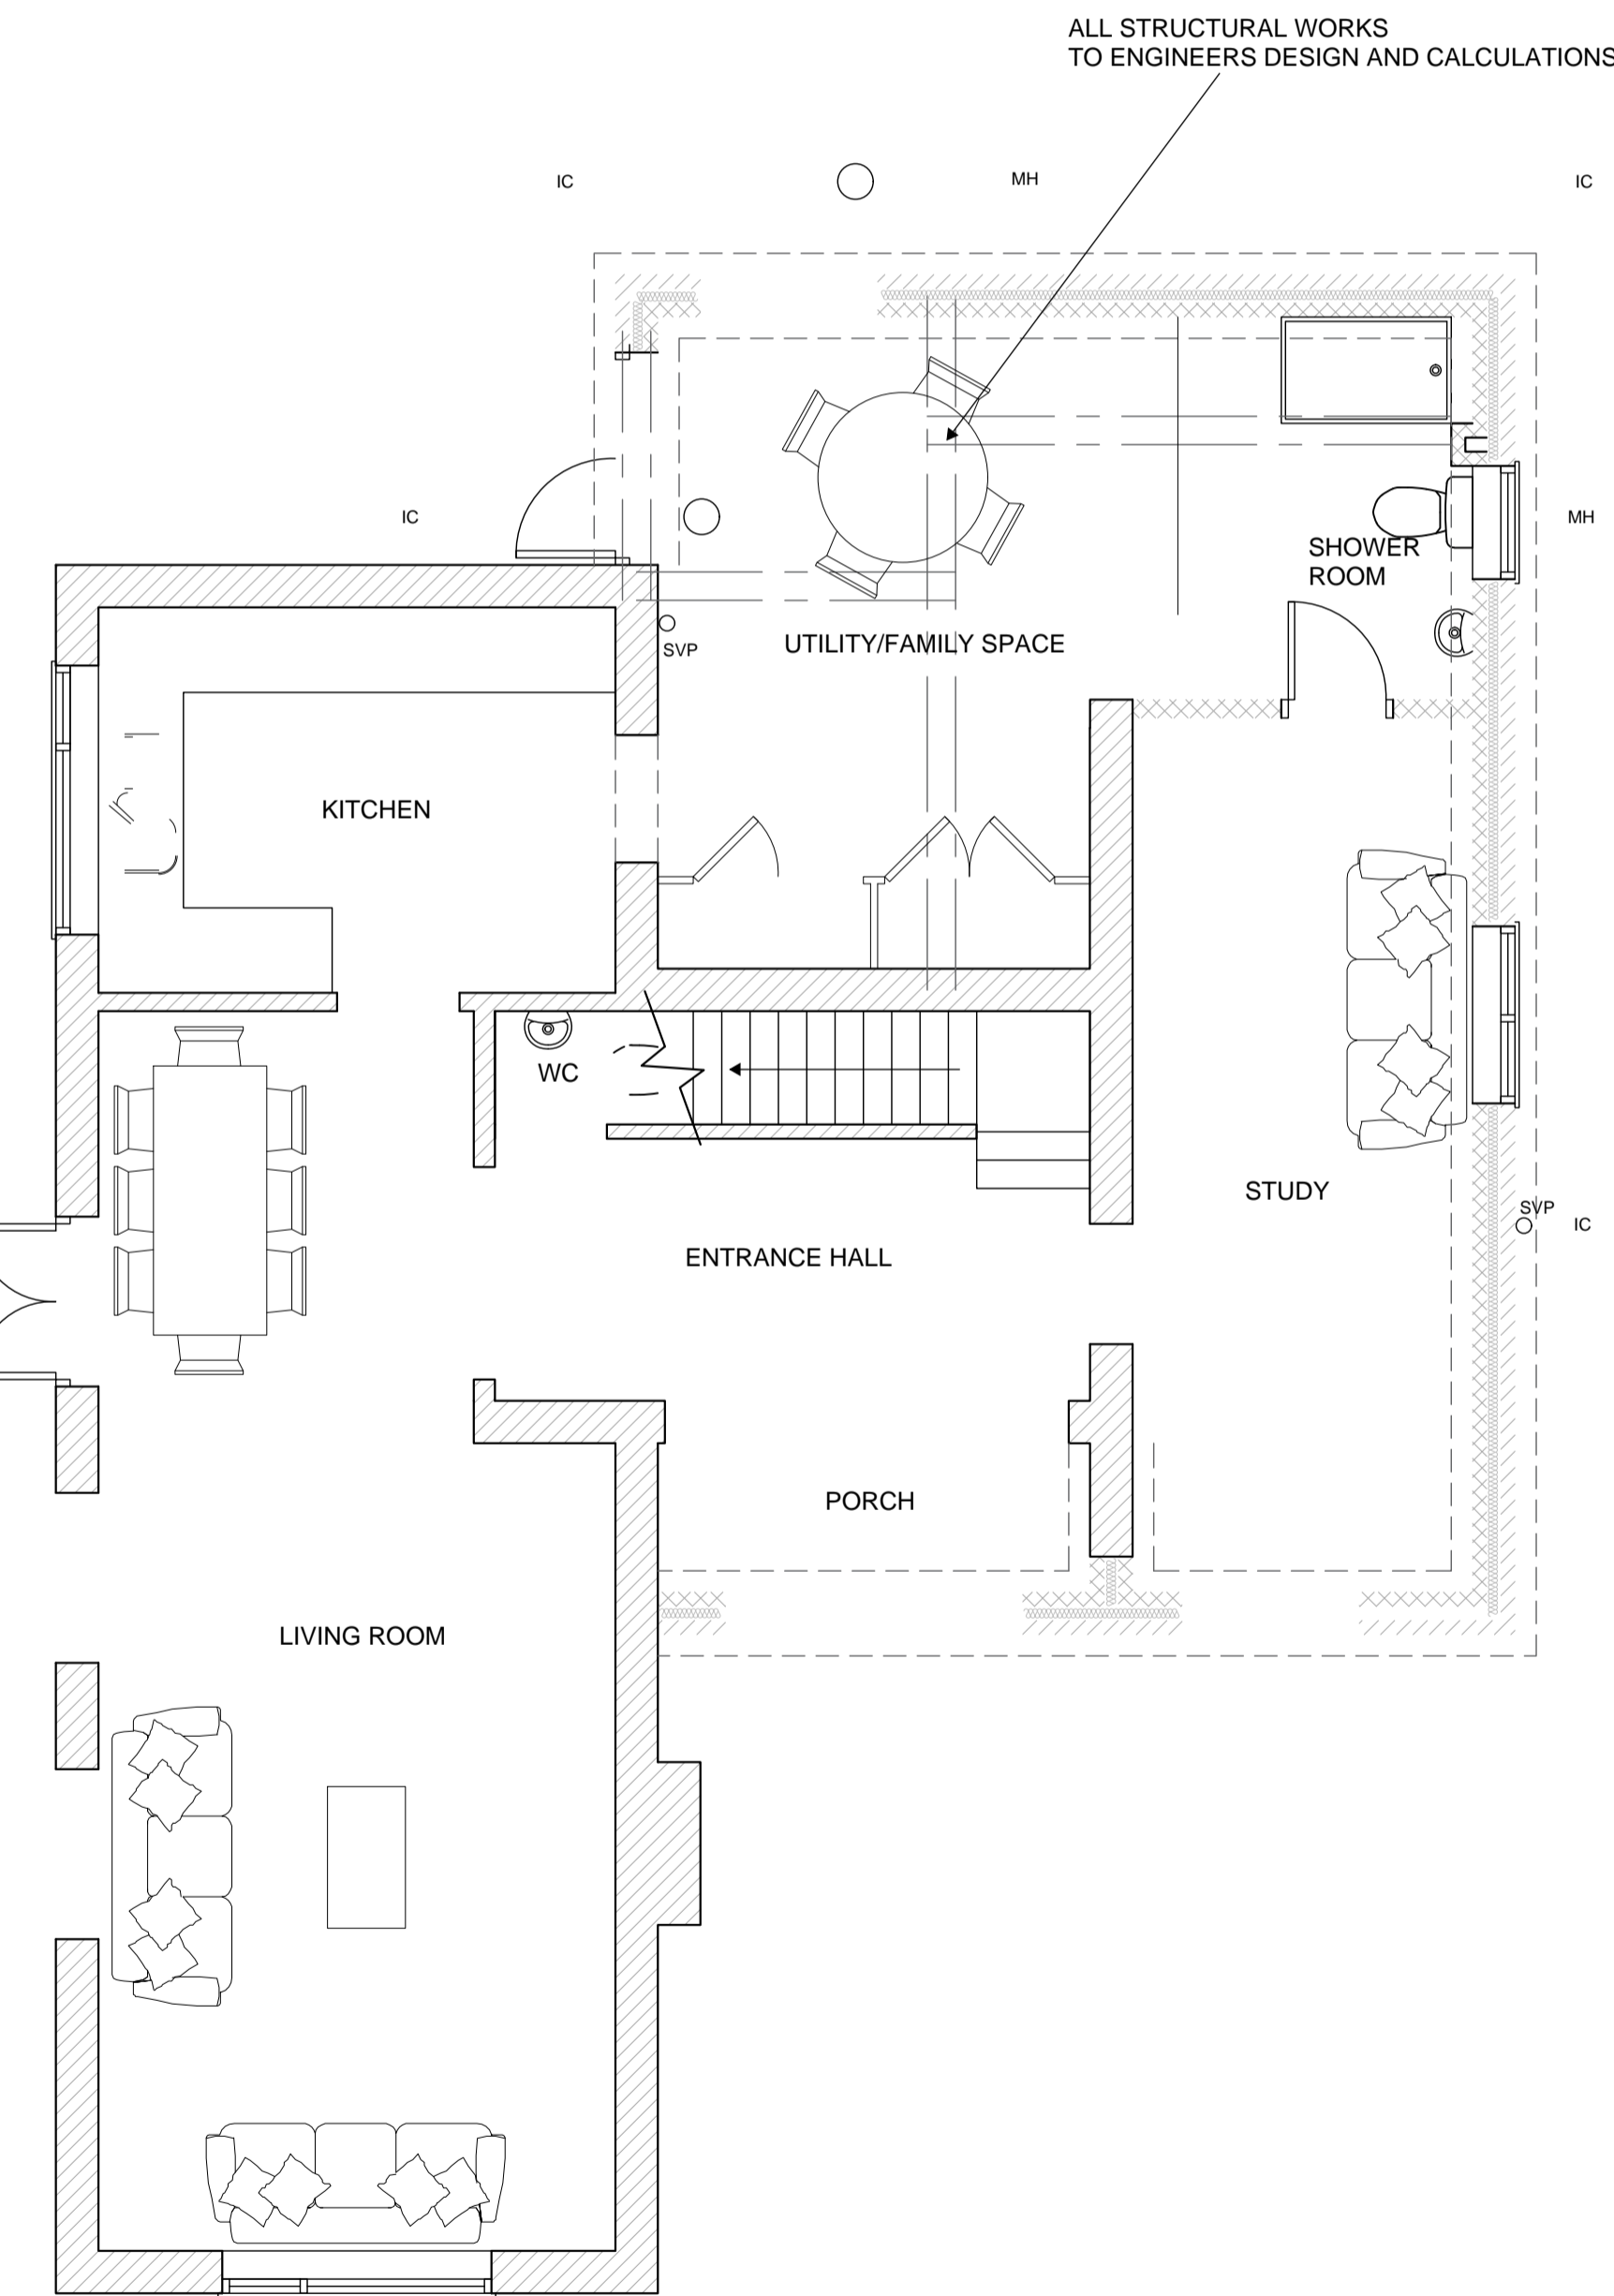 ALL STRUCTURAL WORKS
TO ENGINEERS DESIGN AND CALCULATIONS
IC
MH
IC
IC
MH
SHOWER
ROOM
SVP
UTILITY/FAMILY SPACE
KITCHEN
WC
STUDY
SVP
IC
ENTRANCE HALL
PORCH
LIVING ROOM